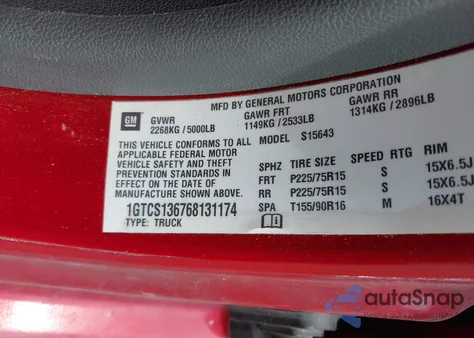 MFD BY GENERAL MOTORS CORPORATION
GM GVWR GAWR FRT GAWR RR
2268KG / 5000LB 1149KG / 2533LB 1314KG / 2896LB
THIS VEHICLE CONFORMS TO ALL MODEL S15643
APPLICABLE FEDERAL MOTOR
VEHICLE SAFETY AND THEFT SPHZ TIRE SIZE SPEED RTG RIM
PREVENTION STANDARDS IN FRT P225/75R15 S 15X6.5J
EFFECT ON THE DATE OF RR P225/75R15 S 15X6.5J
MANUFACTURE SHOWN ABOVE. SPA T155/90R16 M 16X4T
1GTCS136768131174
TYPE: TRUCK
autoSnap